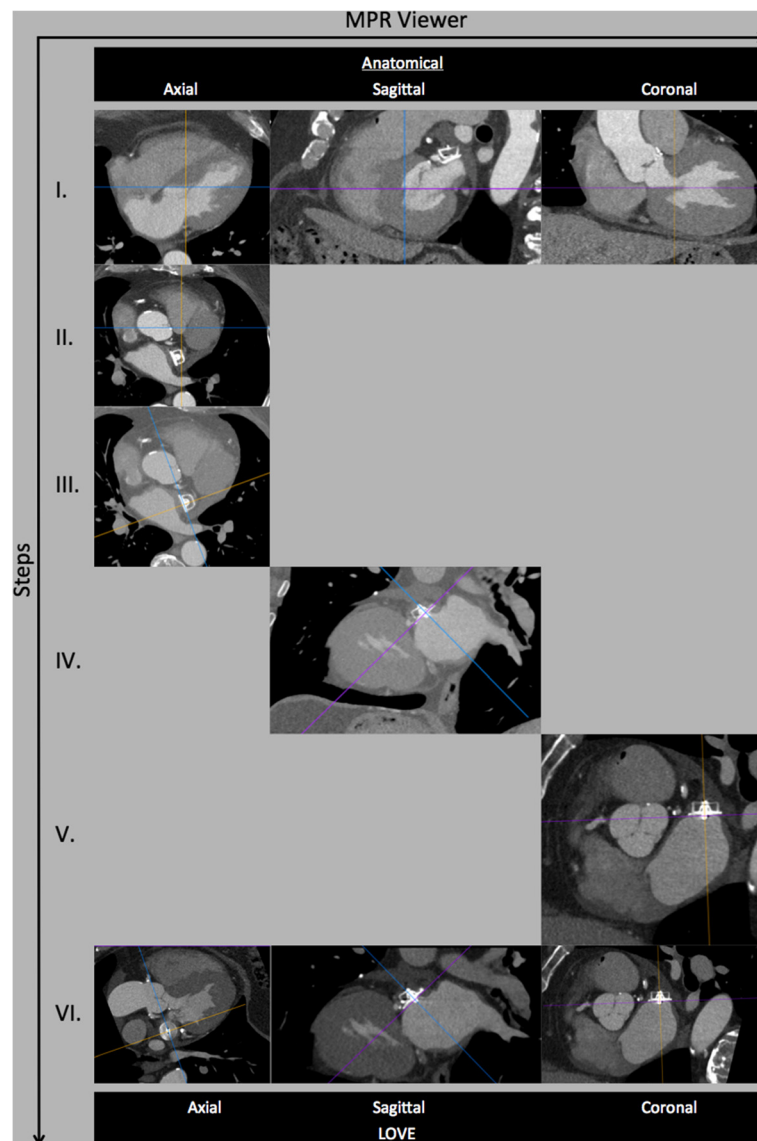 MPR Viewer
Anatomical
Axial Sagittal Coronal
I.
II.
III.
Steps
IV.
V.
VI.
Axial Sagittal Coronal
LOVE